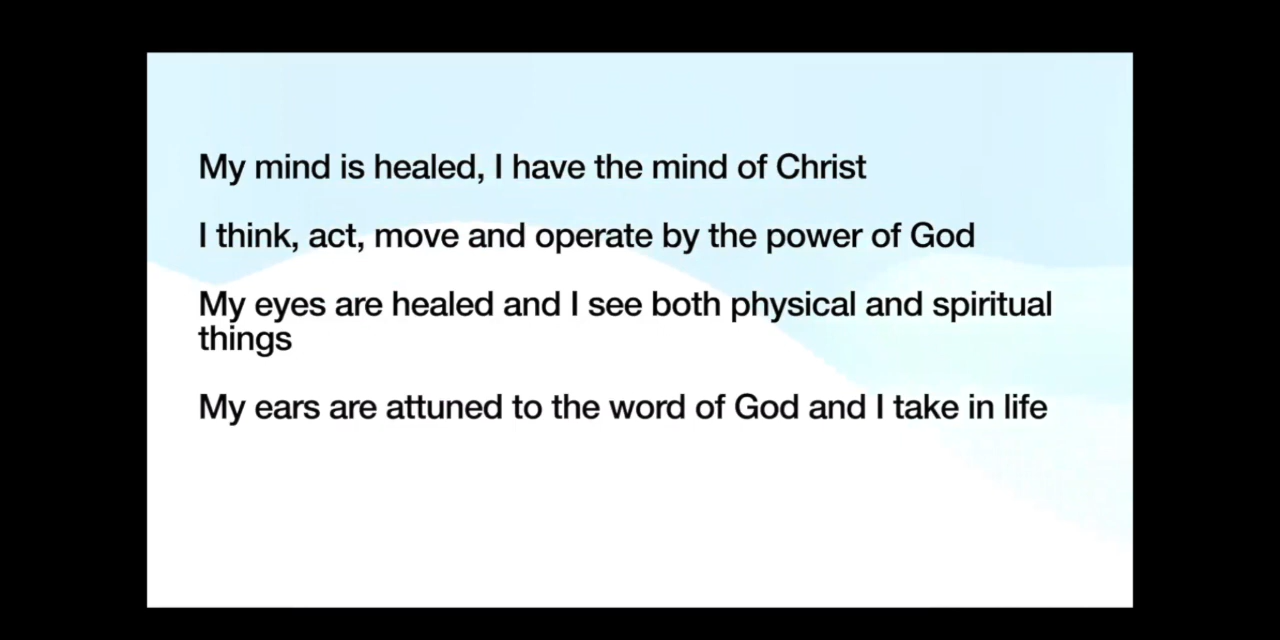 My mind is healed, I have the mind of Christ
I think, act, move and operate by the power of God
My eyes are healed and I see both physical and spiritual
things
My ears are attuned to the word of God and I take in life